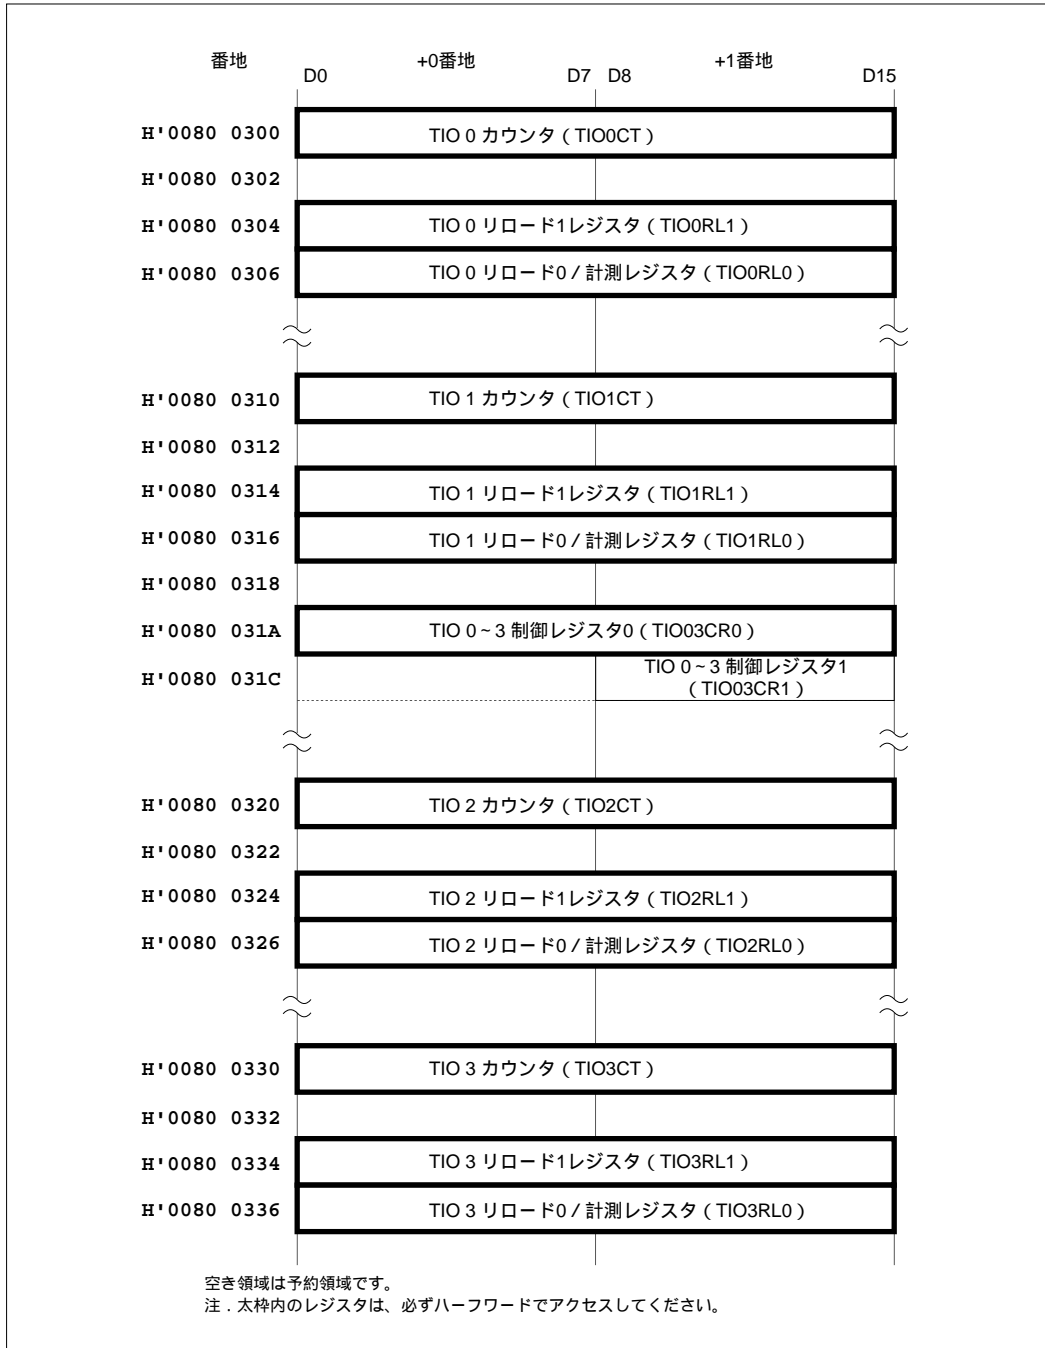 番地 +0番地 +1番地
D0 D7 D8 D15
H'0080 0300 TIO 0 カウンタ ( TIO0CT )
H'0080 0302
H'0080 0304 TIO 0 リロード1レジスタ ( TIO0RL1 )
H'0080 0306 TIO 0 リロード0 / 計測レジスタ ( TIO0RL0 )
H'0080 0310 TIO 1 カウンタ ( TIO1CT )
H'0080 0312
H'0080 0314 TIO 1 リロード1レジスタ ( TIO1RL1 )
H'0080 0316 TIO 1 リロード0 / 計測レジスタ ( TIO1RL0 )
H'0080 0318
H'0080 031A TIO 0 ~ 3 制御レジスタ0 ( TIO03CR0 )
H'0080 031C TIO 0 ~ 3 制御レジスタ1
( TIO03CR1 )
H'0080 0320 TIO 2 カウンタ ( TIO2CT )
H'0080 0322
H'0080 0324 TIO 2 リロード1レジスタ ( TIO2RL1 )
H'0080 0326 TIO 2 リロード0 / 計測レジスタ ( TIO2RL0 )
H'0080 0330 TIO 3 カウンタ ( TIO3CT )
H'0080 0332
H'0080 0334 TIO 3 リロード1レジスタ ( TIO3RL1 )
H'0080 0336 TIO 3 リロード0 / 計測レジスタ ( TIO3RL0 )
空き領域は予約領域です。
注．太枠内のレジスタは、必ずハーフワードでアクセスしてください。